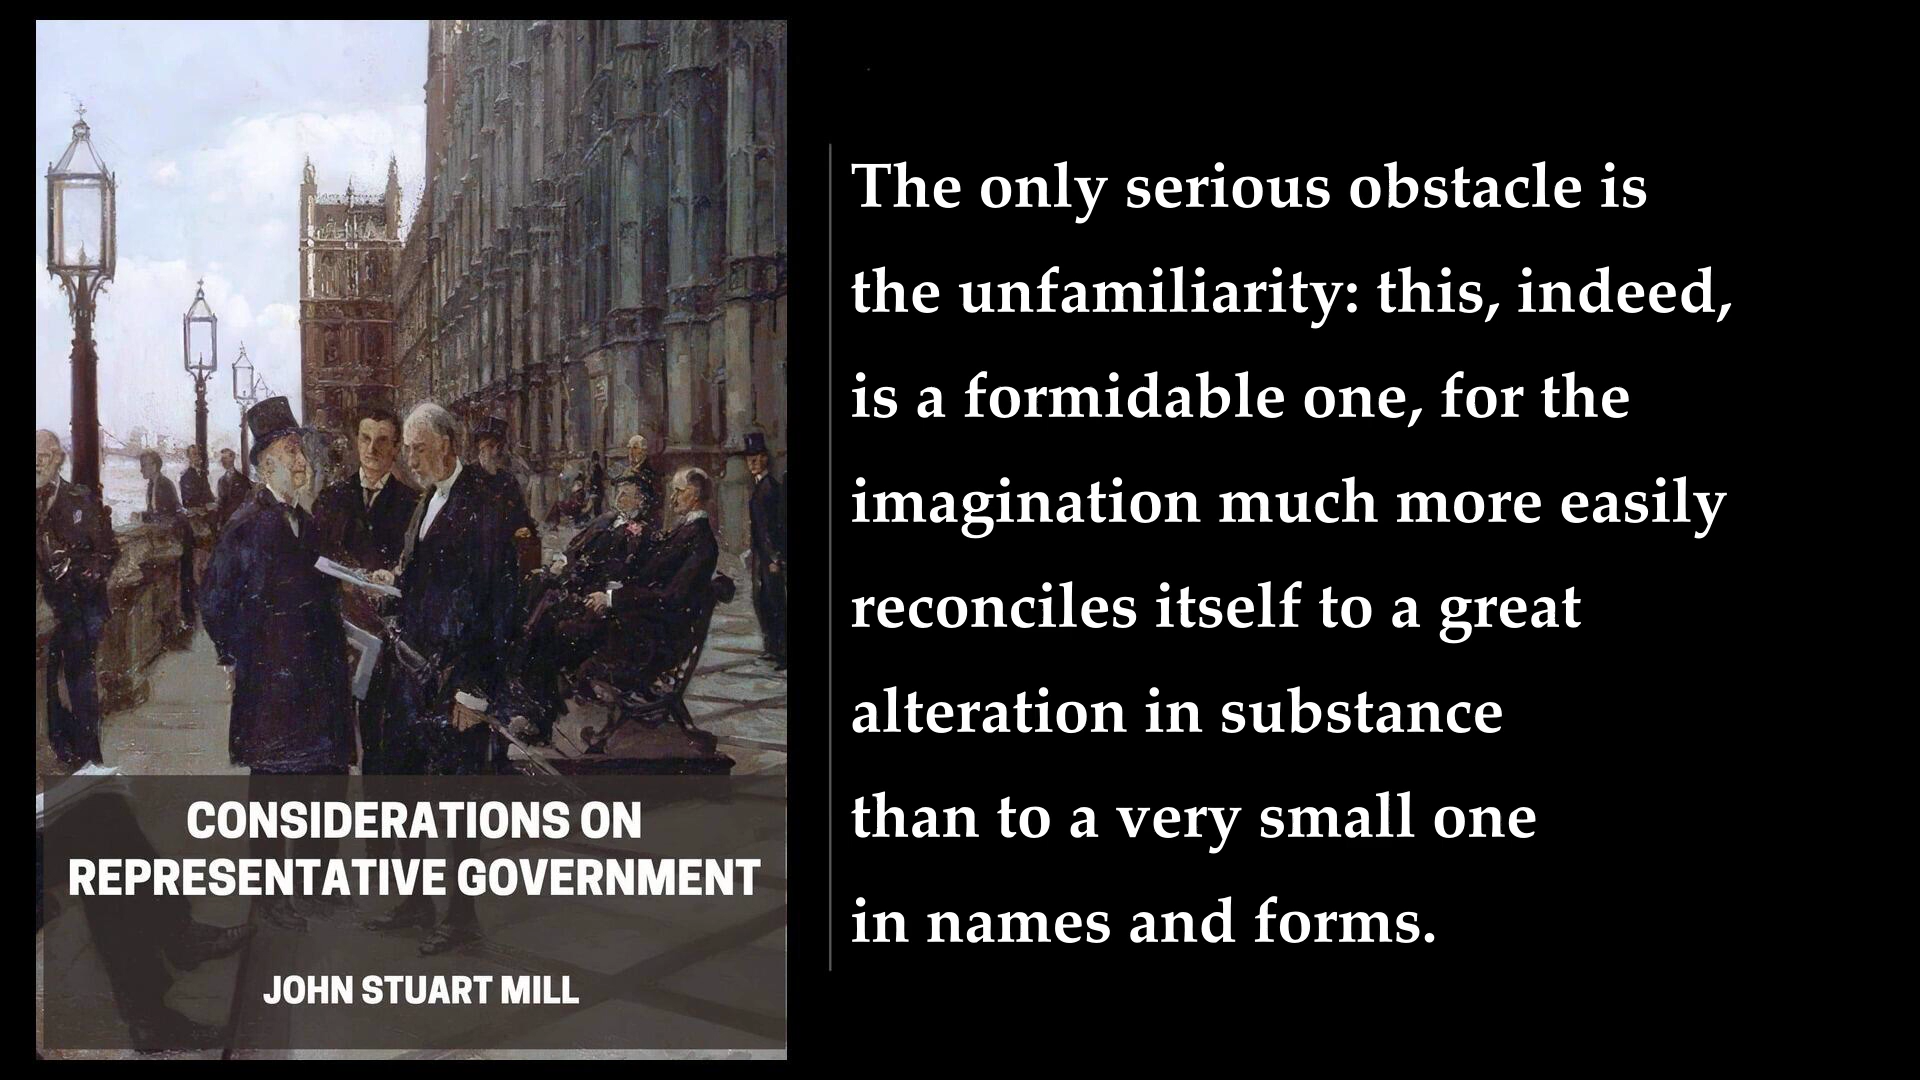 CONSIDERATIONS ON
REPRESENTATIVE GOVERNMENT
JOHN STUART MILL
The only serious obstacle is
the unfamiliarity: this, indeed,
is a formidable one, for the
imagination much more easily
reconciles itself to a great
alteration in substance
than to a very small one
in names and forms.